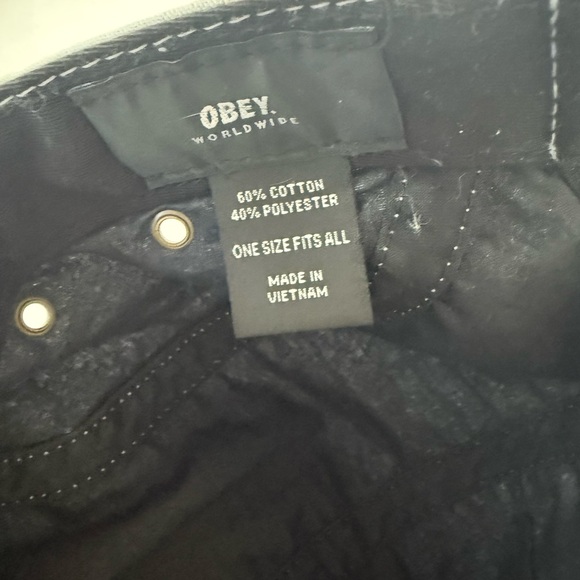 OBEY.
WORLDWIDE
60% COTTON
40% POLYESTER
ONE SIZE FITS ALL
MADE IN
VIETNAM